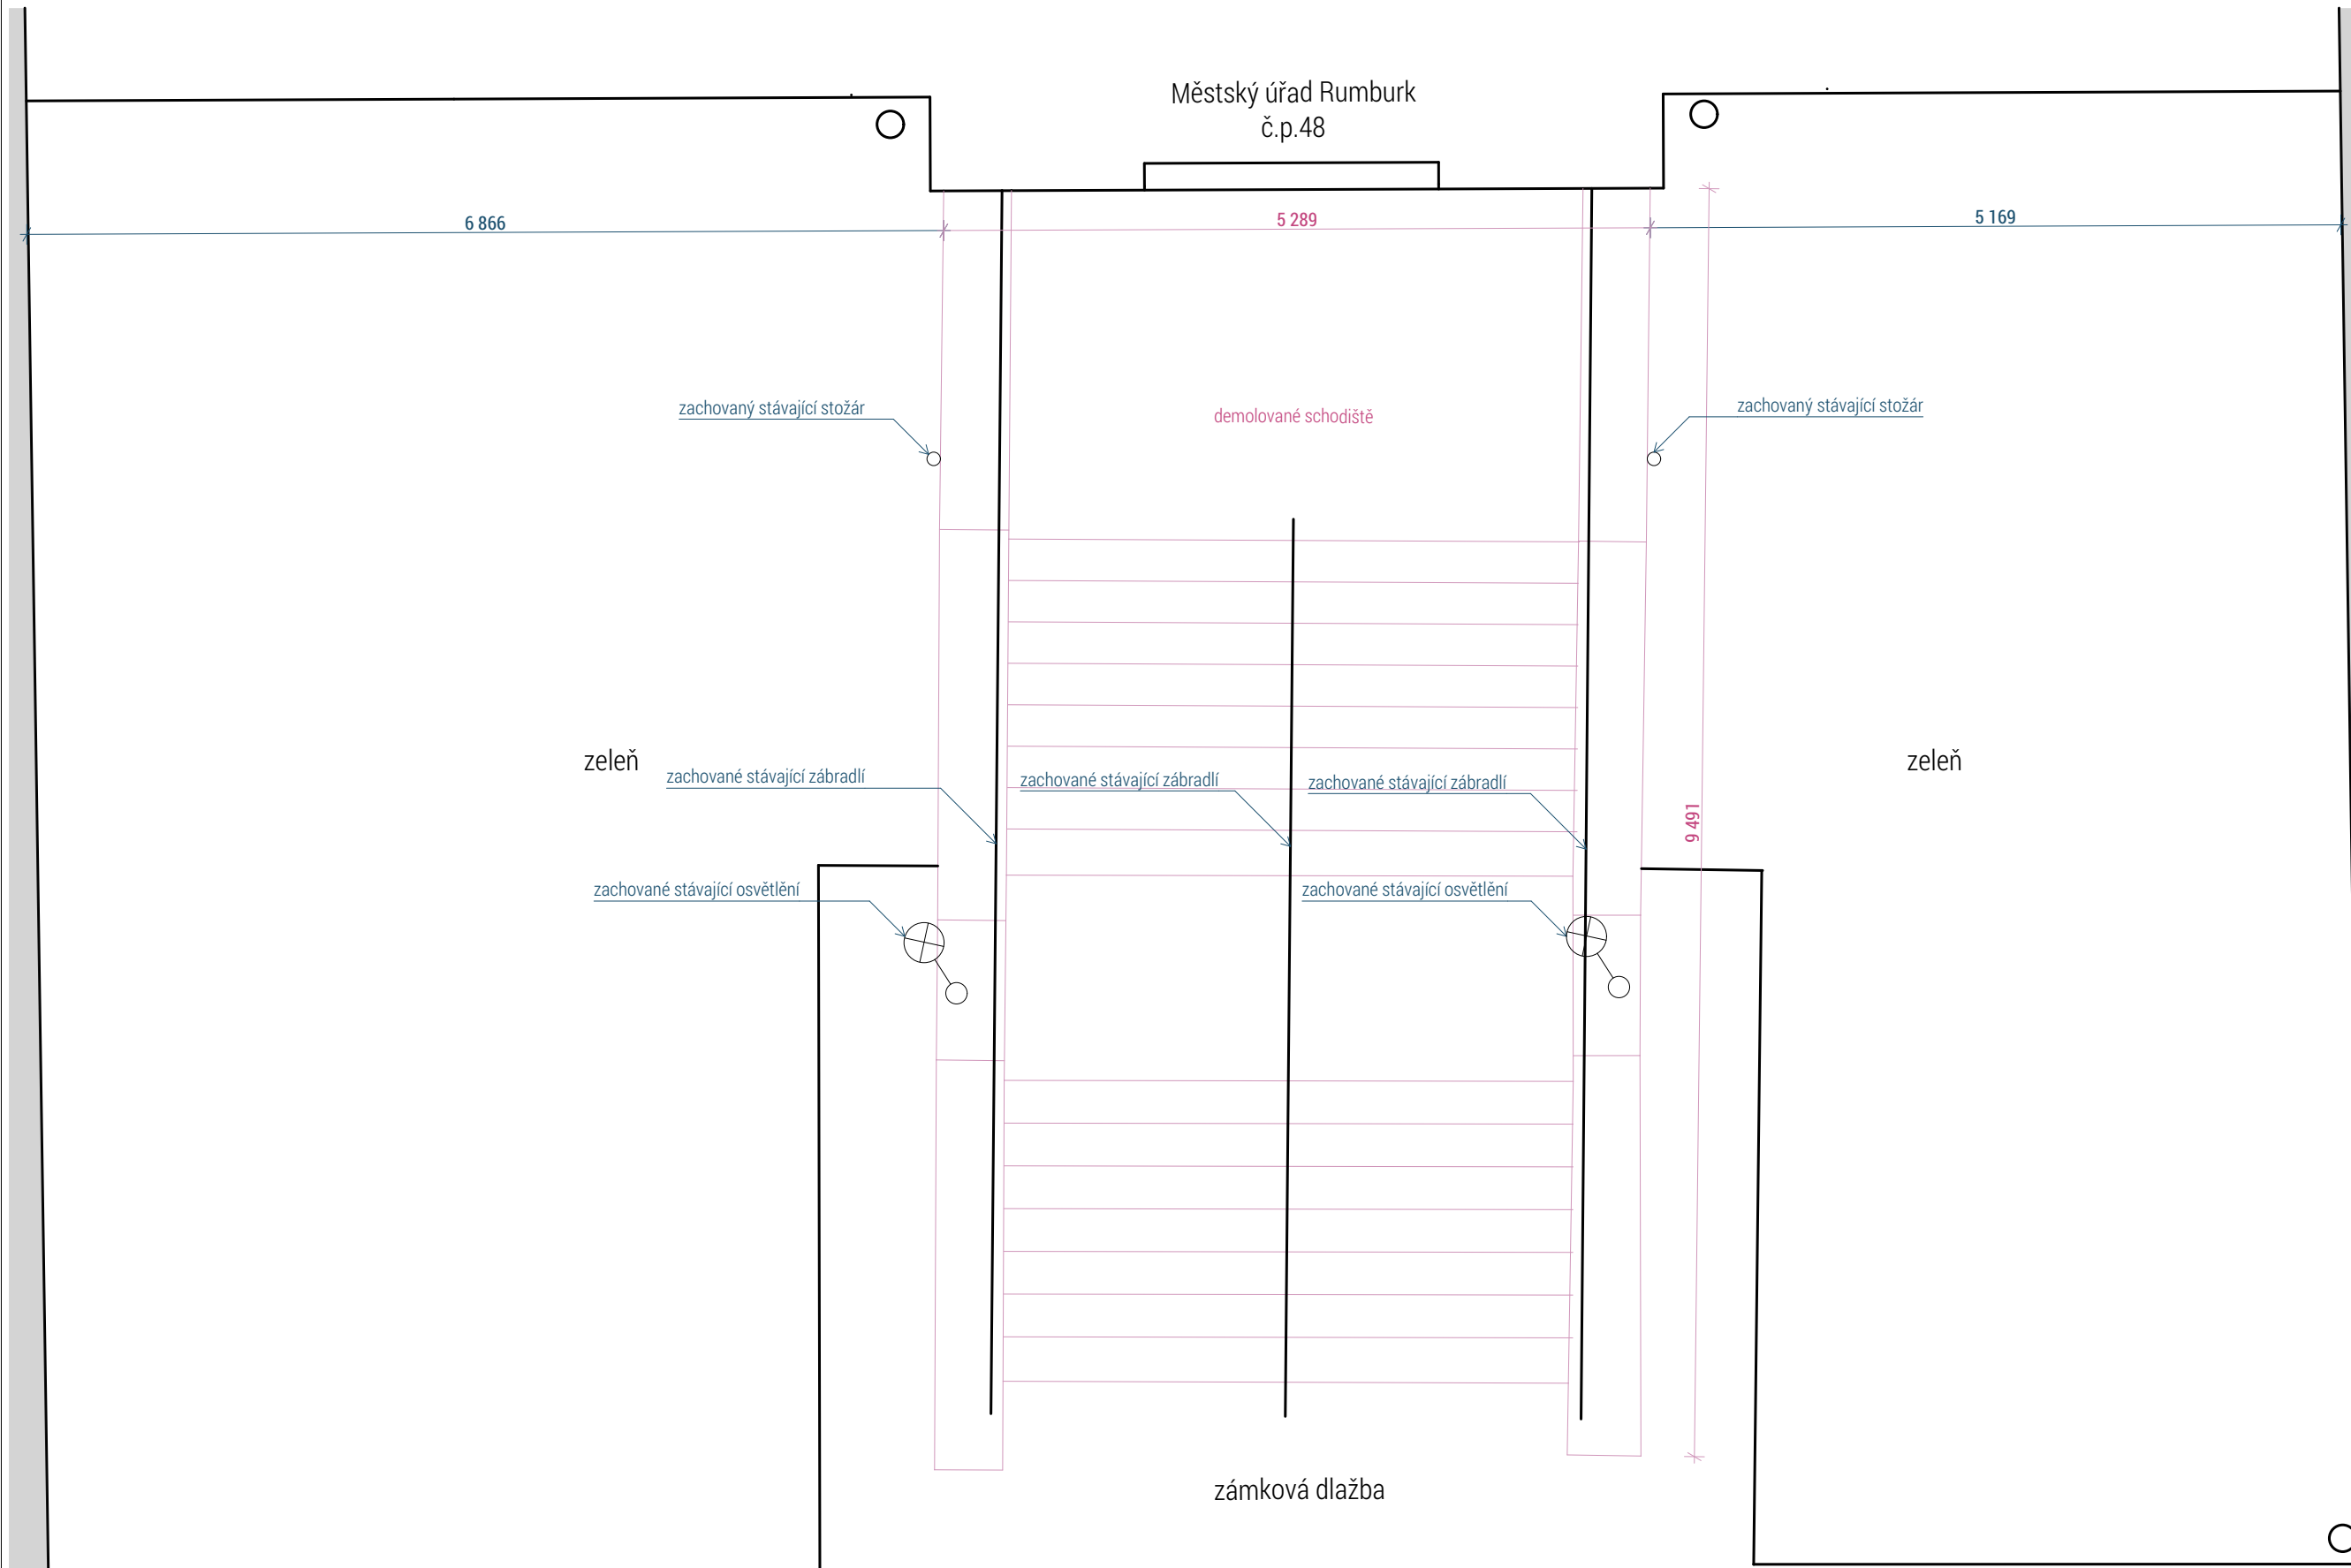 Městský úřad Rumburk
č.p.48
6 866
5 289
5 169
zachovaný stávající stožár
demolované schodiště
zachovaný stávající stožár
zeleň
zeleň
zachované stávající zábradlí
zachované stávající zábradlí
zachované stávající zábradlí
9 491
zachované stávající osvětlení
zachované stávající osvětlení
zámková dlažba